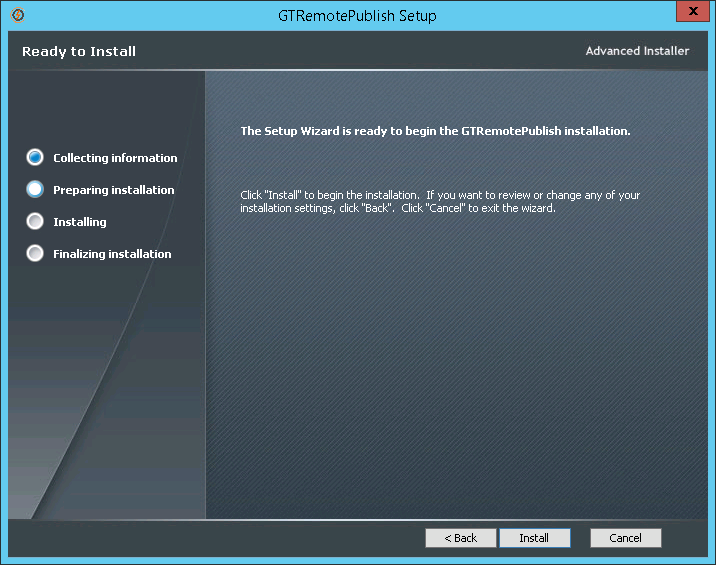 GTRemotePublish Setup
X
Ready to Install
Advanced Installer
The Setup Wizard is ready to begin the GTRemotePublish installation.
Collecting information
Preparing installation
Installing
Finalizing installation
Click "Install" to begin the installation. If you want to review or change any of your
installation settings, click "Back". Click "Cancel" to exit the wizard.
< Back
Install
Cancel